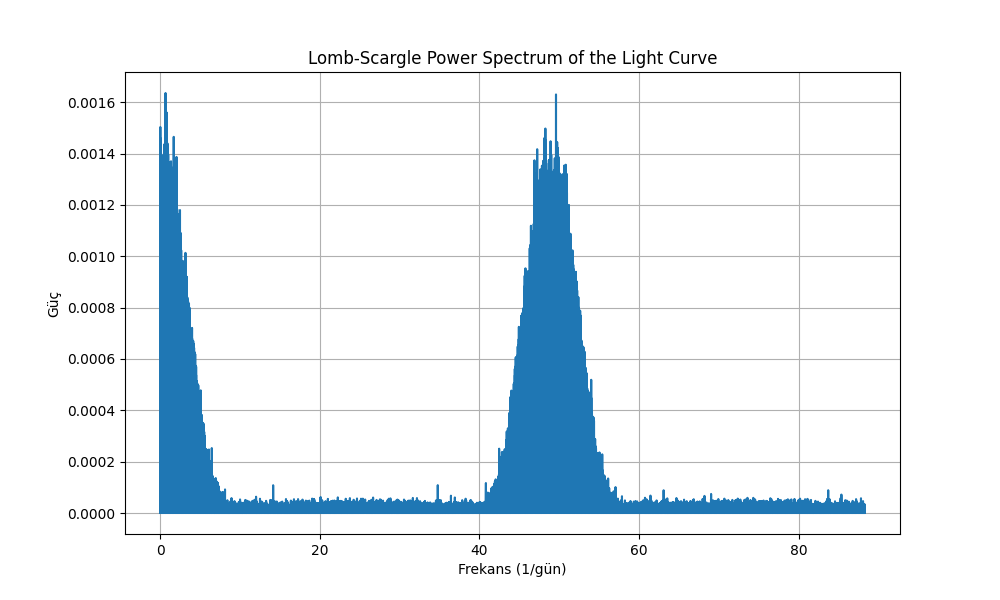 Lomb-Scargle Power Spectrum of the Light Curve
0.0016
0.0014
0.0012
0.0010
0.0008
0.0006
0.0004
0.0002
0.0000
Güç
0 20 40 60 80
Frekans (1/gün)